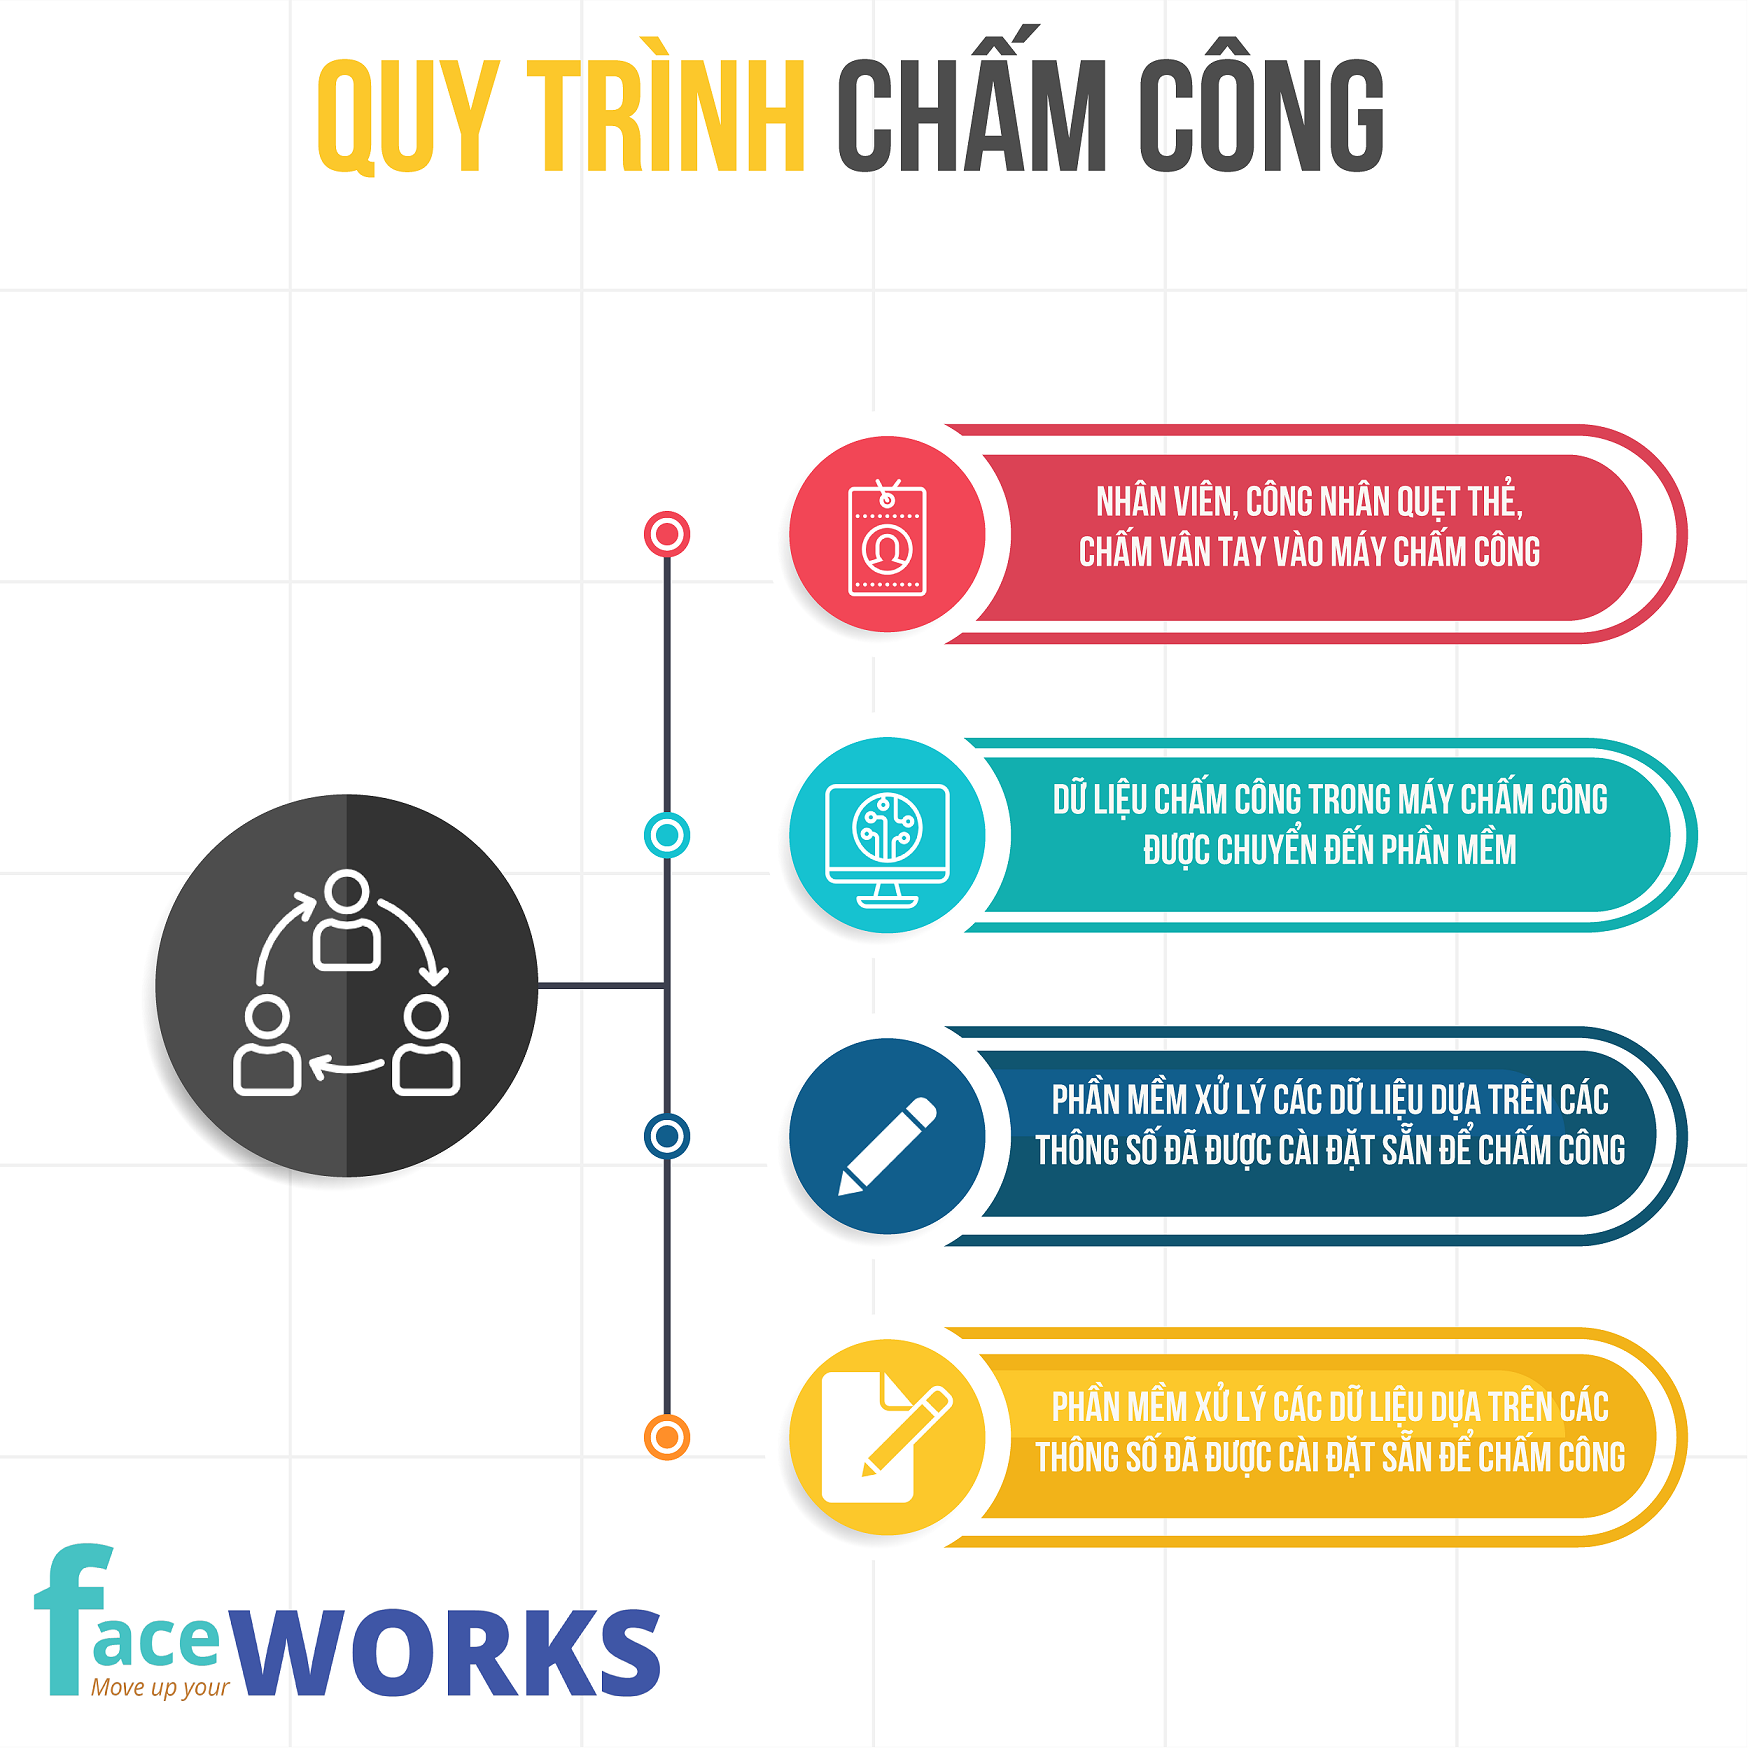 QUY TRÌNH CHẤM CÔNG
NHÂN VIÊN, CÔNG NHÂN QUẸT THẺ,
CHẤM VÂN TAY VÀO MÁY CHẤM CÔNG
DỮ LIỆU CHẤM CÔNG TRONG MÁY CHẤM CÔNG
ĐƯỢC CHUYỂN ĐẾN PHẦN MỀM
PHẦN MỀM XỬ LÝ CÁC DỮ LIỆU DỰA TRÊN CÁC
THÔNG SỐ ĐÃ ĐƯỢC CÀI ĐẶT SẴN ĐỂ CHẤM CÔNG
PHẦN MỀM XỬ LÝ CÁC DỮ LIỆU DỰA TRÊN CÁC
THÔNG SỐ ĐÃ ĐƯỢC CÀI ĐẶT SẴN ĐỂ CHẤM CÔNG
faceWORKS
Move up your